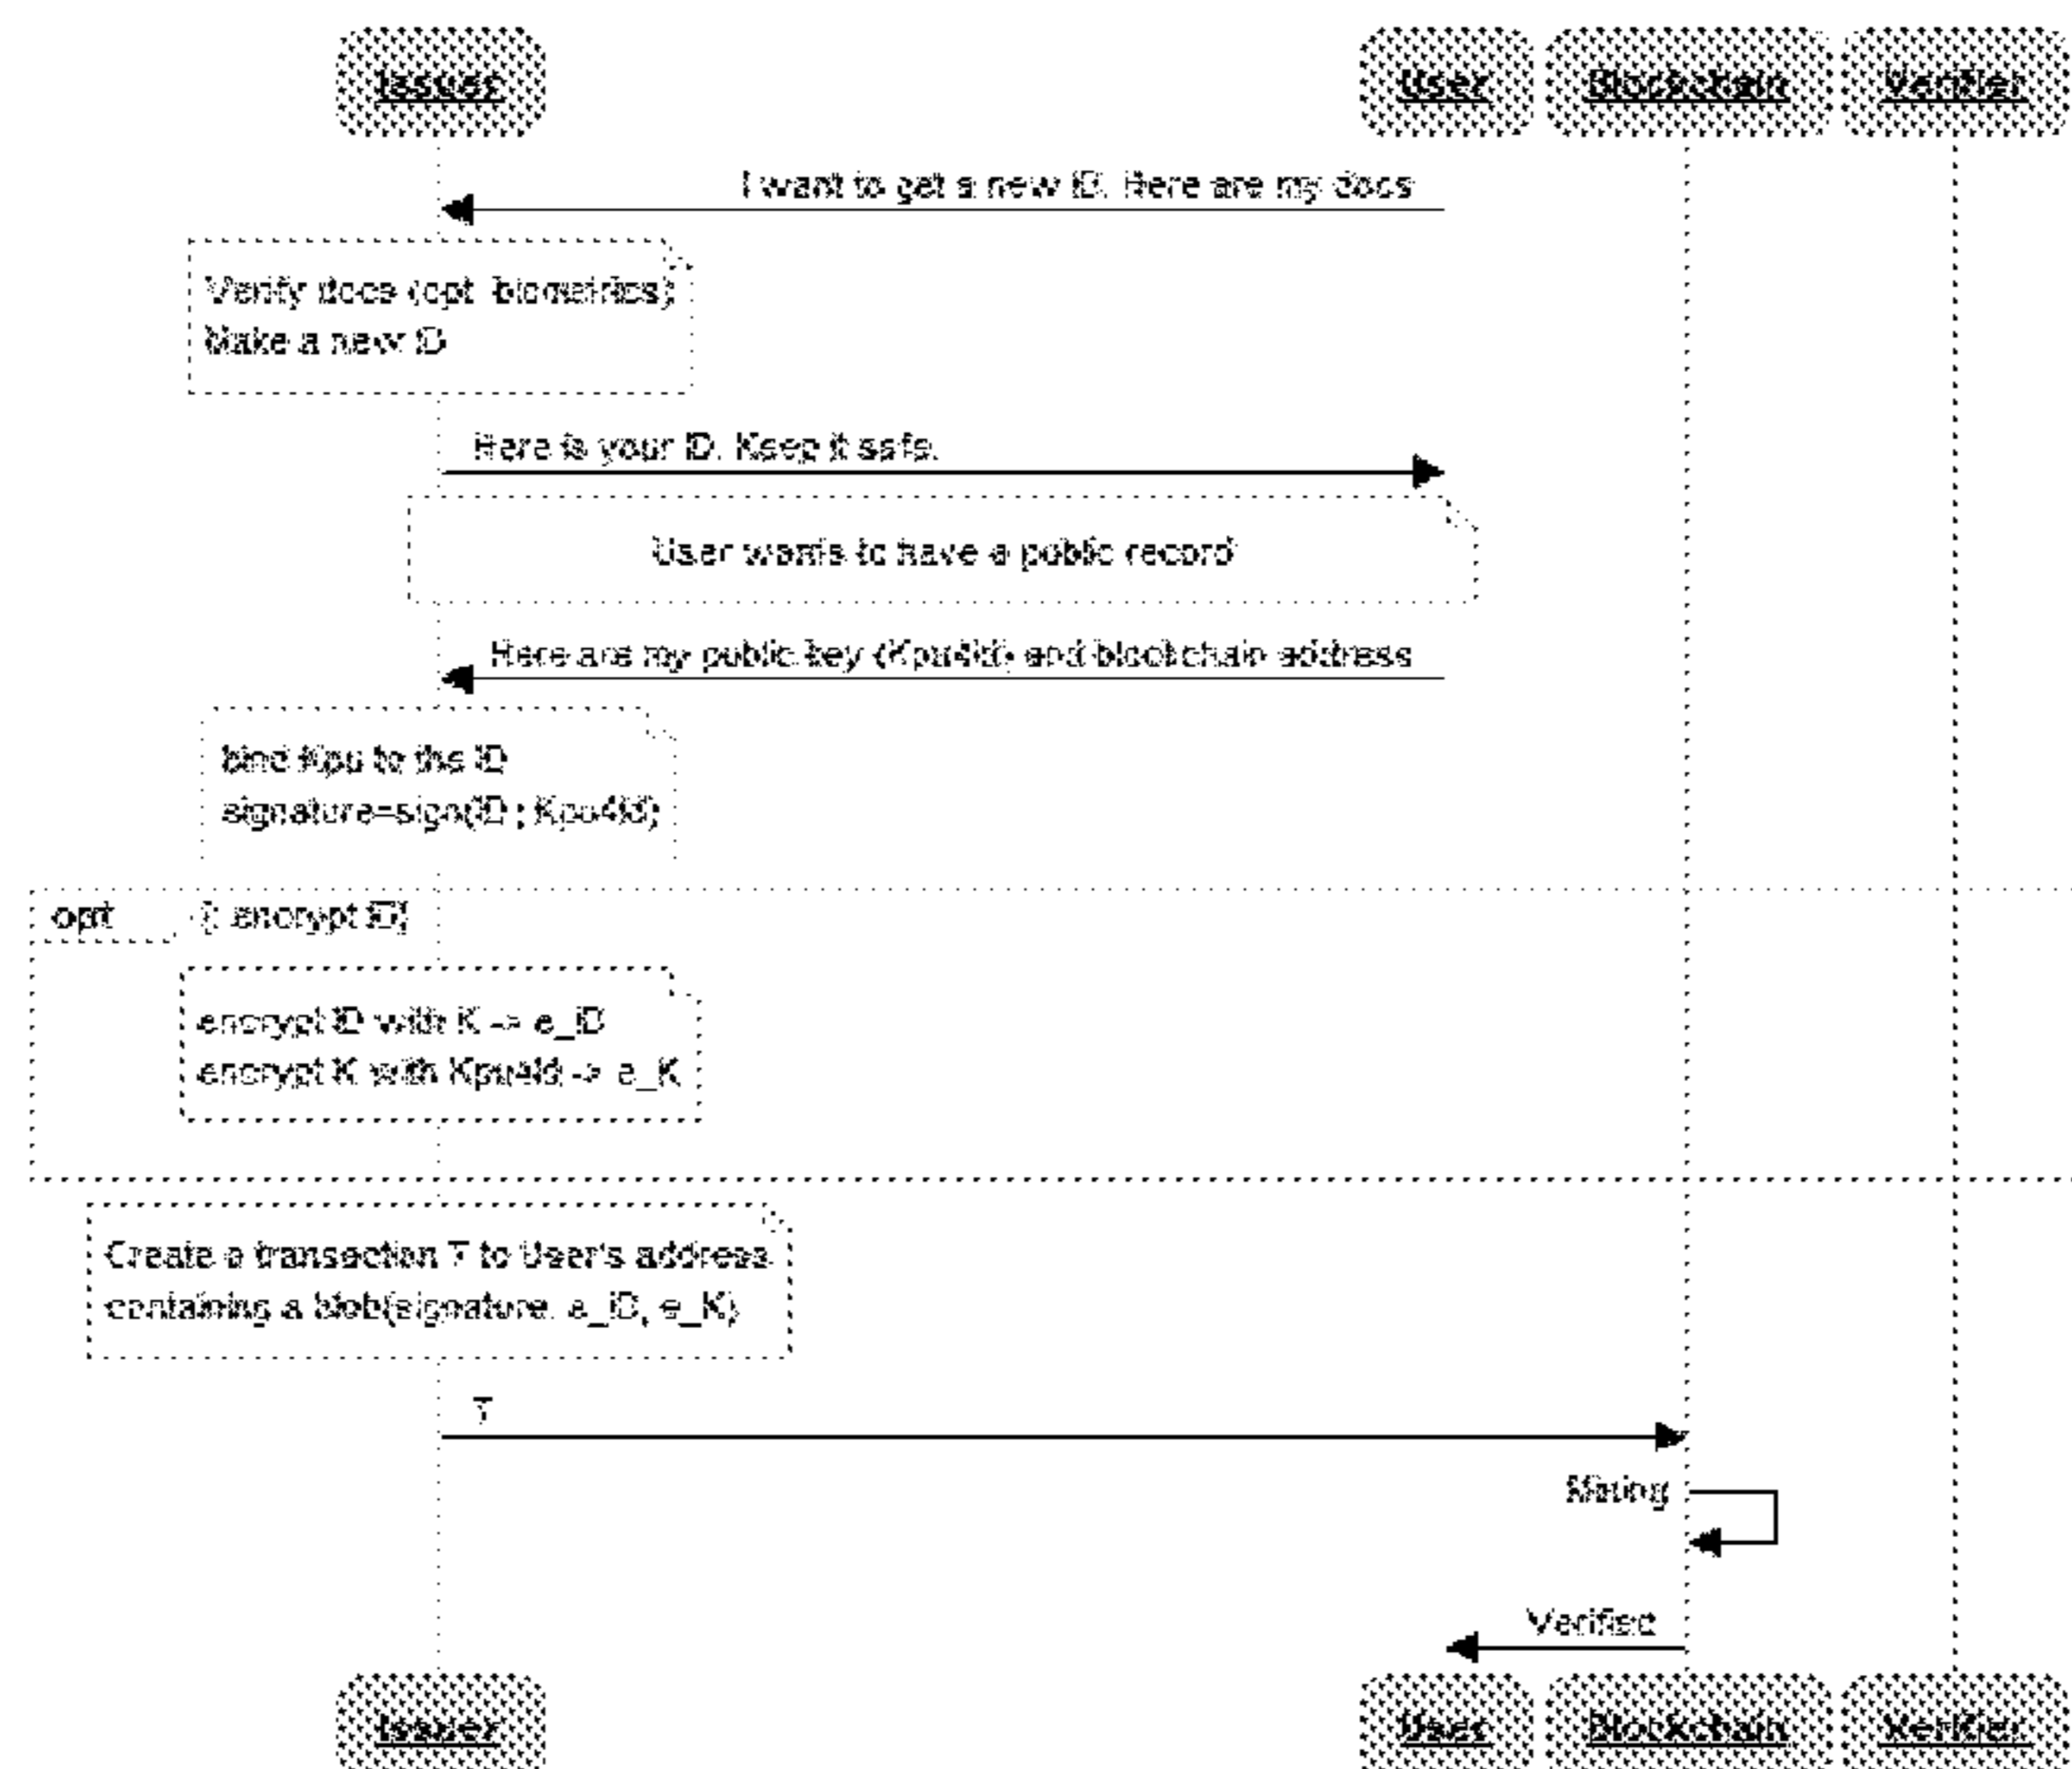 Issuer
User
Blockchain
Verifier
I want to get a new ID. Here are my docs
Verify docs (opt biometrics)
Make a new ID
Here is your ID. Keep it safe.
User wants to have a public record
Here are my public key (Kpu4Id) and blockchain address
bind Kpu to the ID
signature=sign(ID ; Kpu4Id)
opt [ encrypt ID]
encrypt ID with K -> e_ID
encrypt K with Kpu4Id -> e_K
Create a transaction T to User's address
containing a blob(signature, e_ID, e_K)
T
Mining
Verified
Issuer
User
Blockchain
Verifier